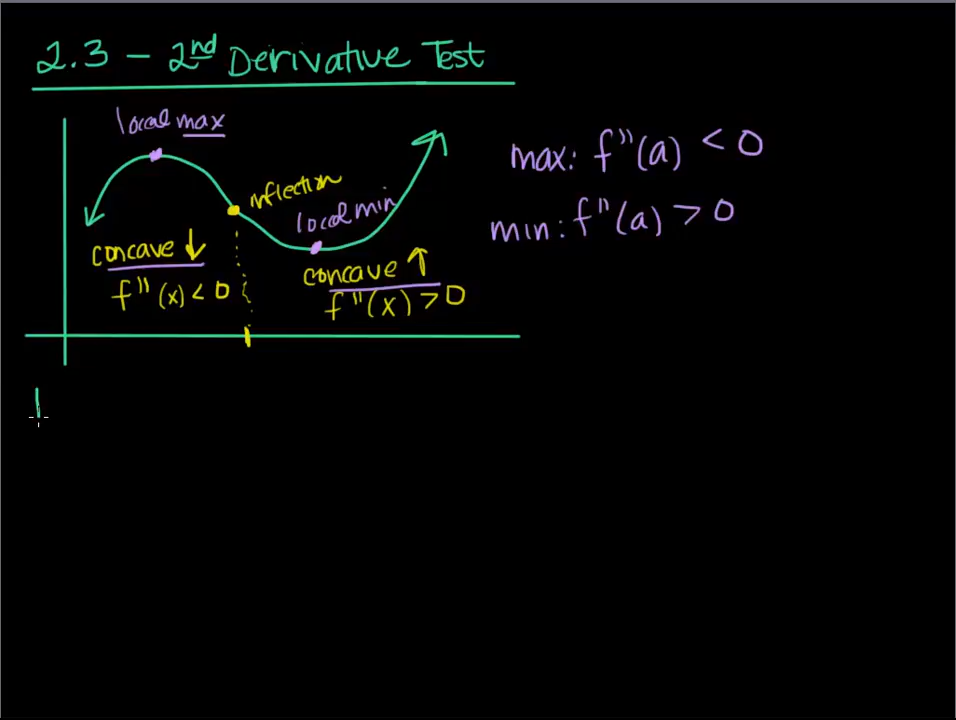 2.3 - 2nd Derivative Test
local max
max: f"(a) < 0
inflection
local min
min: f"(a) > 0
concave ↓
f"(x) < 0
concave ↑
f"(x) > 0